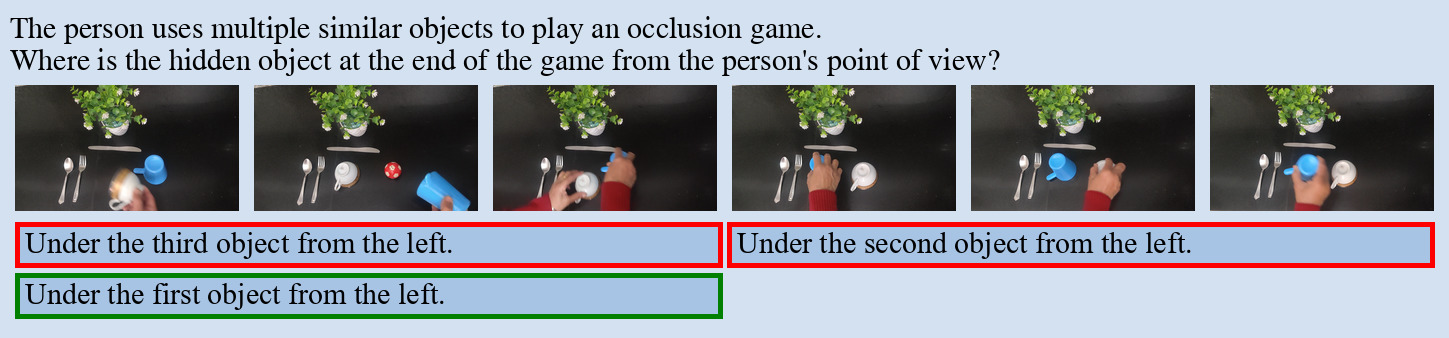 The person uses multiple similar objects to play an occlusion game.
Where is the hidden object at the end of the game from the person's point of view?
Under the third object from the left.
Under the second object from the left.
Under the first object from the left.